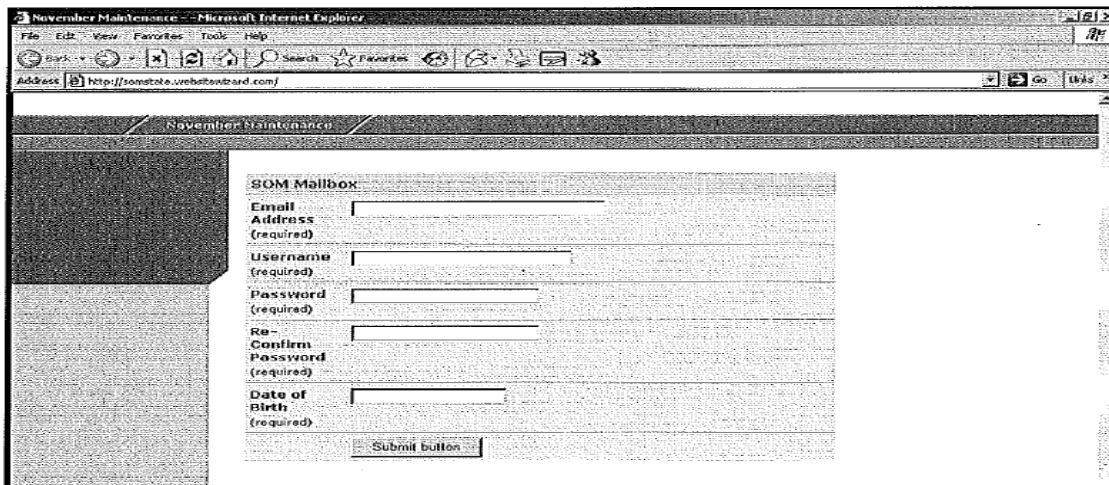 November Maintenance - - Microsoft Internet Explorer
File Edit View Favorites Tools Help
Back Search Favorites
Address http://somstate.websitewizard.com/ Go Links
November Maintenance
SOM Mailbox
Email
Address
(required)
Username
(required)
Password
(required)
Re-
Confirm
Password
(required)
Date of
Birth
(required)
Submit button